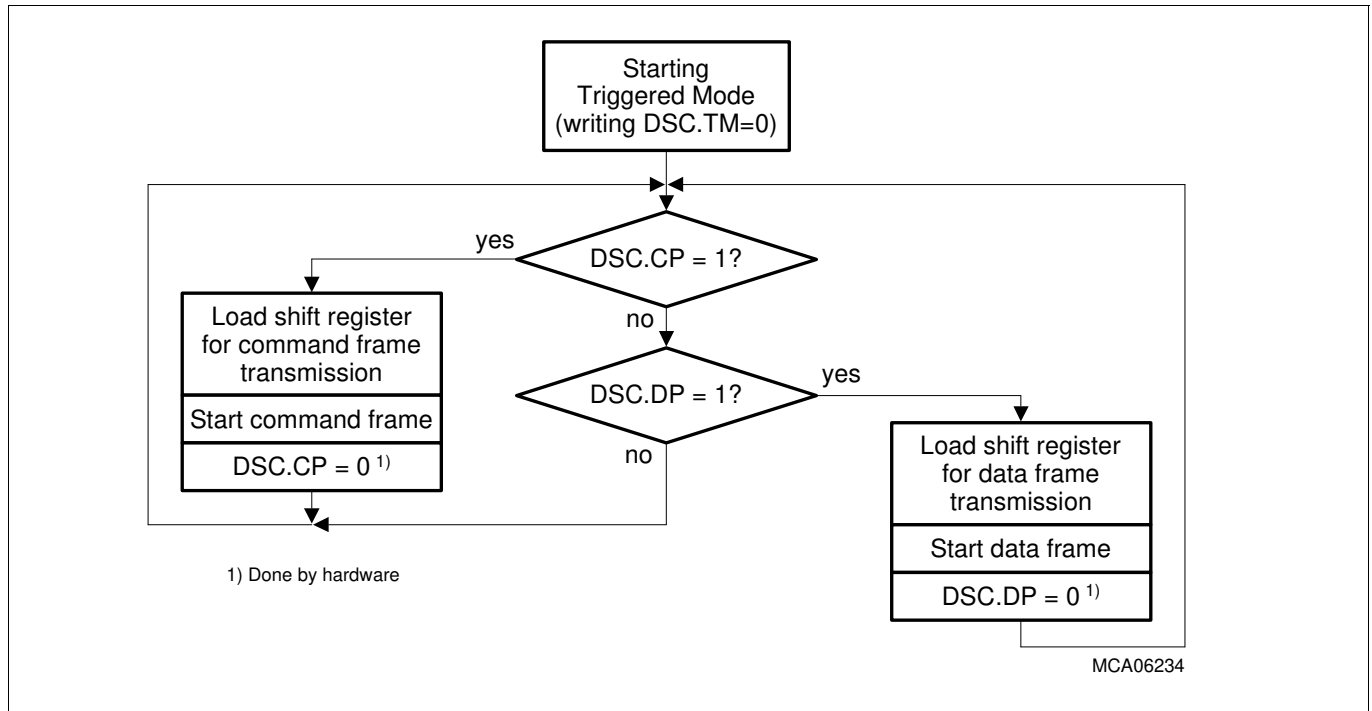 Starting
Triggered Mode
(writing DSC.TM=0)
yes
DSC.CP = 1?
no
Load shift register
for command frame
transmission
Start command frame
DSC.CP = 0 1)
DSC.DP = 1?
yes
no
Load shift register
for data frame
transmission
Start data frame
DSC.DP = 0 1)
1) Done by hardware
MCA06234